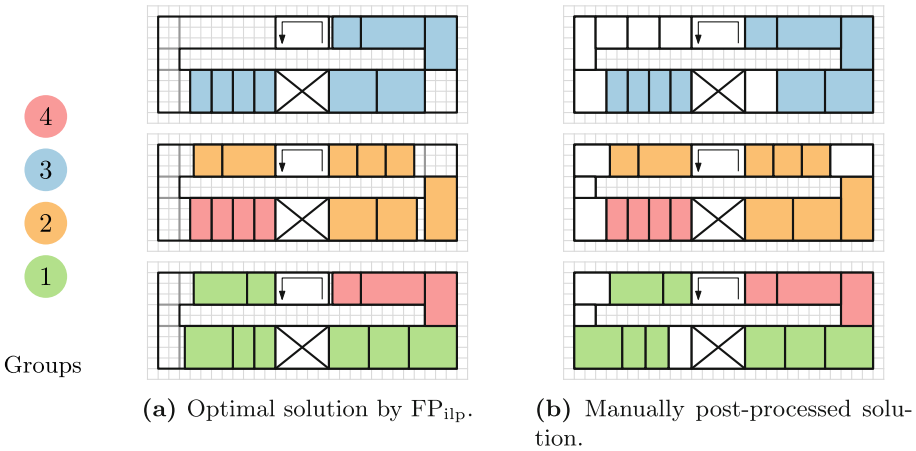 4
3
2
1
Groups
(a) Optimal solution by FPilp.
(b) Manually post-processed solu-
tion.